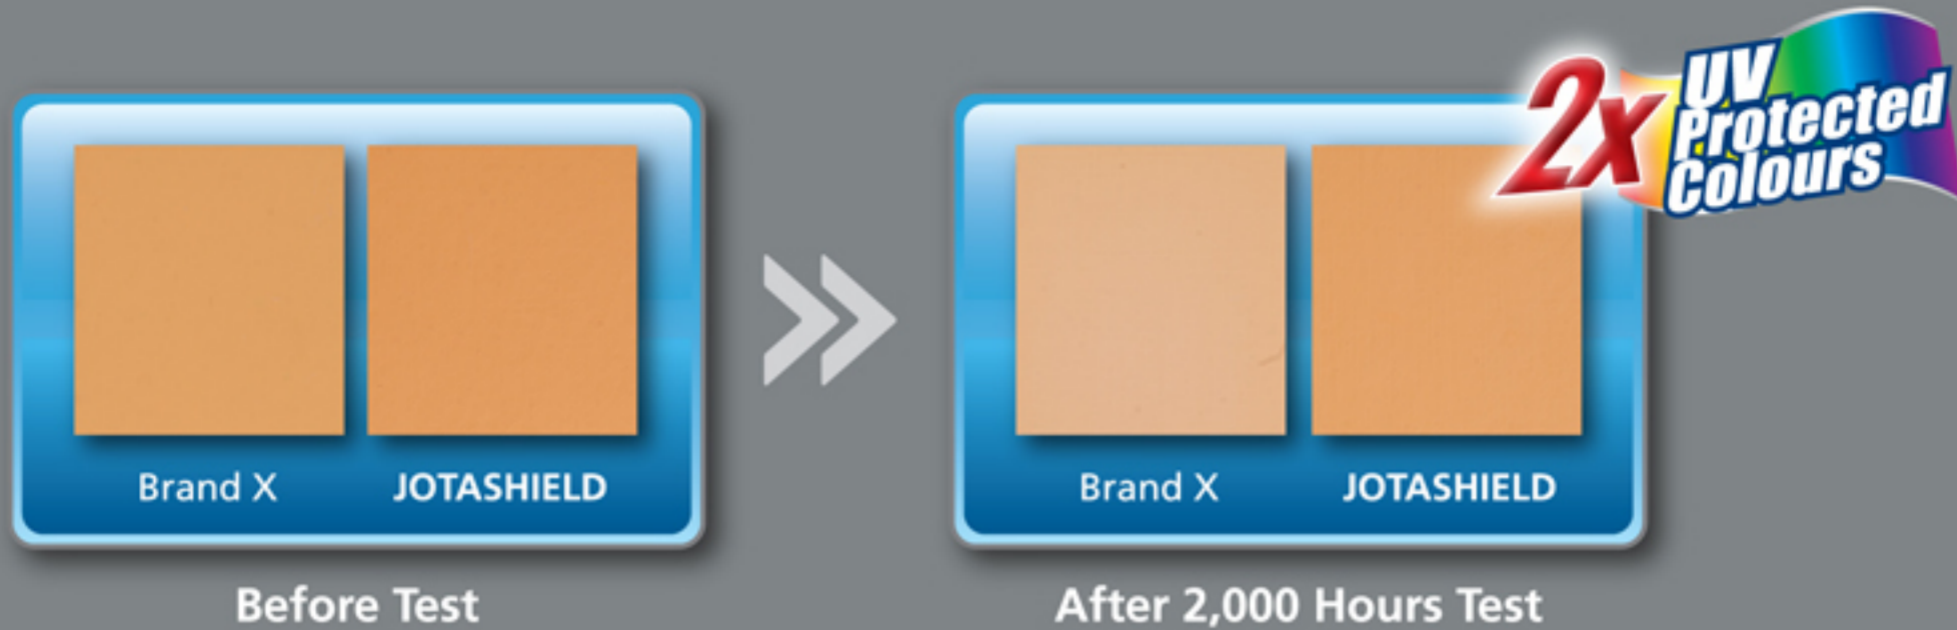 2x UV
Protected
Colours
Brand X
JOTASHIELD
Brand X
JOTASHIELD
Before Test
After 2,000 Hours Test